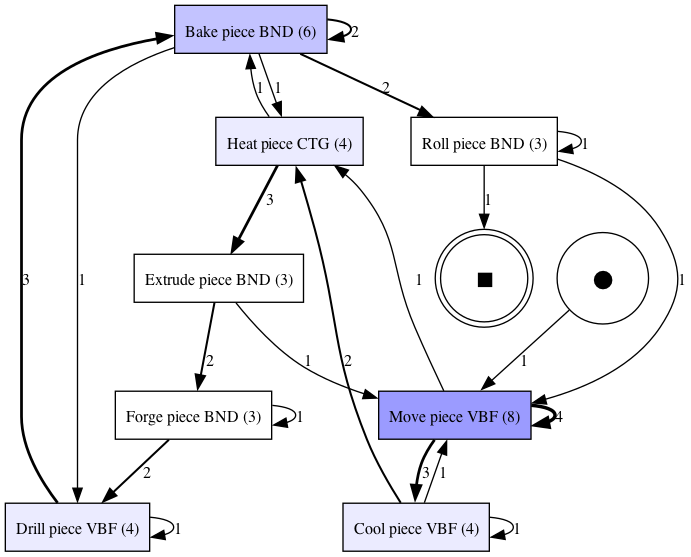 Bake piece BND (6)
2
1
1
2
Heat piece CTG (4)
Roll piece BND (3)
1
3
1
3
1
Extrude piece BND (3)
1
1
2
1
2
1
Forge piece BND (3)
1
Move piece VBF (8)
4
2
3
1
Drill piece VBF (4)
1
Cool piece VBF (4)
1